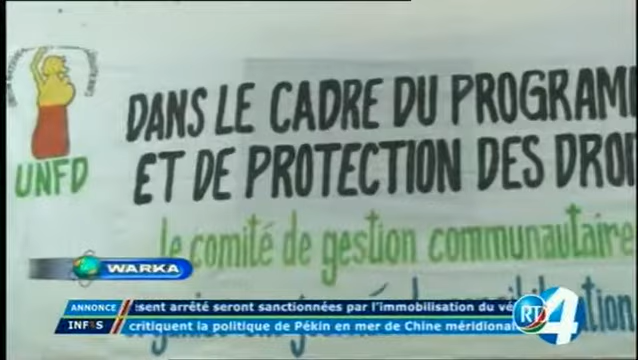 UNFD
DANS LE CADRE DU PROGRAM
ET DE PROTECTION DES DROI
le comité de gestion communautaire
WARKA
ANNONCE
ésent arrêté seront sanctionnées par l'immobilisation du vé
INFOS
critiquent la politique de Pékin en mer de Chine méridional
RTD 4